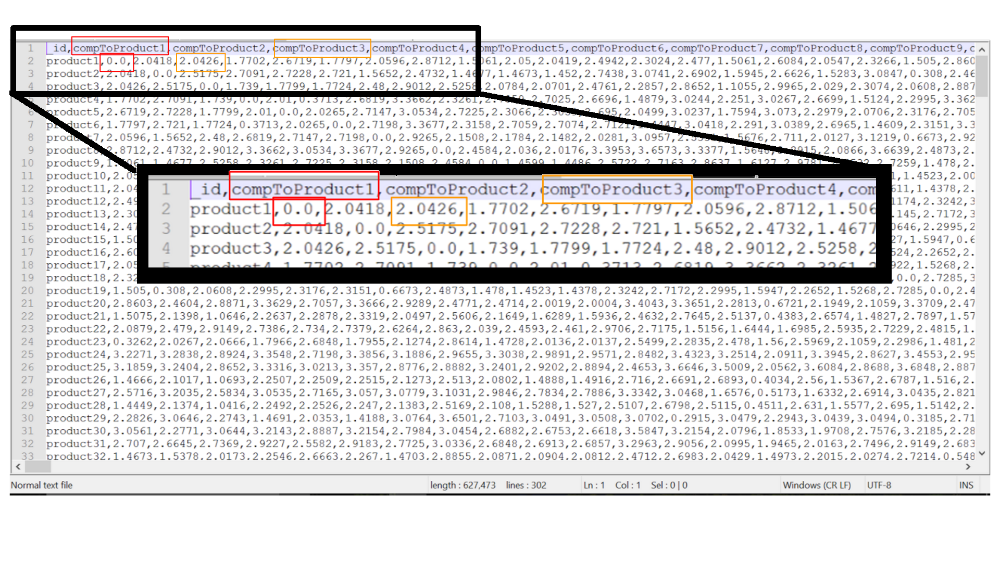 1 _id,compToProduct1,compToProduct2,compToProduct3,compToProduct4,compToProduct5,compToProduct6,compToProduct7,compToProduct8,compToProduct9,c
2 product1,0.0,2.0418,2.0426,1.7702,2.6719,1.7797,2.0596,2.8712,1.5061,2.05,2.0419,2.4942,2.3024,2.477,1.5061,2.6084,2.0547,2.3266,1.505,2.860
3 product2,2.0418,0.0,2.5175,2.7091,2.7228,2.721,1.5652,2.4732,1.4677,1.4673,1.452,2.7438,3.0741,2.6902,1.5945,2.6626,1.5283,3.0847,0.308,2.46
4 product3,2.0426,2.5175,0.0,1.739,1.7799,1.7724,2.48,2.9012,2.5258,2.0784,2.0701,2.4761,2.2857,2.8652,1.1055,2.9965,2.029,2.3074,2.0608,2.887
product4,1.7702,2.7091,1.739,0.0,2.01,0.3713,2.6819,3.3662,2.3261, 2.7025,2.6696,1.4879,3.0244,2.251,3.0267,2.6699,1.5124,2.2995,3.362
6 product5,2.6719,2.7228,1.7799,2.01,0.0,2.0265,2.7147,3.0534,2.7225,2.3066, 2.0499,3.0237,1.7594,3.073,2.2979,2.0706,2.3176,2.705
7 product6,1.7797,2.721,1.7724,0.3713,2.0265,0.0,2.7198,3.3677,2.3158,2.7059,2.7074, 3.0418,2.291,3.0389,2.6965,1.4609,2.3151,3.3
8 product7,2.0596,1.5652,2.48,2.6819,2.7147,2.7198,0.0,2.9265,2.1508,2.1784,2.1482,2.0281,3.0957, 2.711,2.0127,3.1219,0.6673,2.92
9 product8,2.8712,2.4732,2.9012,3.3662,3.0534,3.3677,2.9265,0.0,2.4584,2.036,2.0176,3.3953,3.6573,3.3377, 2.0866,3.6639,2.4873,2.
10 product9, 1.4677,2.5258,2.3261,2.7225,2.3158,2.1508,2.4584,0.0,1.4599,1.4486,2.5722,2.7163,2.8637,1.6127, 2.7259,1.478,2.
11 product10,2.05 1,1.4523,2.00
12 product11,2.04 611,1.4378,2.
13 product12,2.49 1174,2.3242,3
14 product13,2.30 .145,2.7172,3
15 product14,2.47 0646,2.2995,2
16 product15,1.50 27,1.5947,0.6
17 product16,2.60 524,2.2652,2.
18 product17,2.05 922,1.5268,2.
19 product18,2.32 ,0.0,2.7285,3
1 _id,compToProduct1,compToProduct2,compToProduct3,compToProduct4,com
2 product1,0.0,2.0418,2.0426,1.7702,2.6719,1.7797,2.0596,2.8712,1.506
3 product2,2.0418,0.0,2.5175,2.7091,2.7228,2.721,1.5652,2.4732,1.4677
4 product3,2.0426,2.5175,0.0,1.739,1.7799,1.7724,2.48,2.9012,2.5258,2
5 product4,1.7702,2.7091,1.739,0.0,2.01,0.3713,2.6819,3.3662,2.3261,2
20 product19,1.505,0.308,2.0608,2.2995,2.3176,2.3151,0.6673,2.4873,1.478,1.4523,1.4378,2.3242,2.7172,2.2995,1.5947,2.2652,1.5268,2.7285,0.0,2.4
21 product20,2.8603,2.4604,2.8871,3.3629,2.7057,3.3666,2.9289,2.4771,2.4714,2.0019,2.0004,3.4043,3.3651,2.2813,0.6721,2.1949,2.1059,3.3709,2.47
22 product21,1.5075,2.1398,1.0646,2.2637,2.2878,2.3319,2.0497,2.5606,2.1649,1.6289,1.5936,2.4632,2.7645,2.5137,0.4383,2.6574,1.4827,2.7897,1.57
23 product22,2.0879,2.479,2.9149,2.7386,2.734,2.7379,2.6264,2.863,2.039,2.4593,2.461,2.9706,2.7175,1.5156,1.6444,1.6985,2.5935,2.7229,2.4815,1.
24 product23,0.3262,2.0267,2.0666,1.7966,2.6848,1.7955,2.1274,2.8614,1.4728,2.0136,2.0137,2.5499,2.2835,2.478,1.56,2.5969,2.1059,2.2986,1.481,2
25 product24,3.2271,3.2838,2.8924,3.3548,2.7198,3.3856,3.1886,2.9655,3.3038,2.9891,2.9571,2.8482,3.4323,3.2514,2.0911,3.3945,2.8627,3.4553,2.95
26 product25,3.1859,3.2404,2.8652,3.3316,3.0213,3.357,2.8776,2.8882,3.2401,2.9202,2.8894,2.4653,3.6646,3.5009,2.0562,3.6084,2.8688,3.6848,2.887
27 product26,1.4666,2.1017,1.0693,2.2507,2.2509,2.2515,2.1273,2.513,2.0802,1.4888,1.4916,2.716,2.6691,2.6893,0.4034,2.56,1.5367,2.6787,1.516,2.
28 product27,2.5716,3.2035,2.5834,3.0535,2.7165,3.057,3.0779,3.1031,2.9846,2.7834,2.7886,3.3342,3.0468,1.6576,0.5173,1.6332,2.6914,3.0435,2.821
29 product28,1.4449,2.1374,1.0416,2.2492,2.2526,2.247,2.1383,2.5169,2.108,1.5288,1.527,2.5107,2.6798,2.5115,0.4511,2.631,1.5577,2.695,1.5142,2.
30 product29,2.2826,3.0646,2.2743,1.4691,2.0353,1.4188,3.0764,3.6501,2.7103,3.0491,3.0508,3.0702,0.2915,3.0479,2.2943,3.0439,3.0494,0.3185,2.71
31 product30,3.0561,2.2771,3.0644,3.2143,2.8887,3.2154,2.7984,3.0454,2.6882,2.6753,2.6618,3.5847,3.2154,2.0796,1.8533,1.9708,2.7576,3.2185,2.28
32 product31,2.707,2.6645,2.7369,2.9227,2.5582,2.9183,2.7725,3.0336,2.6848,2.6913,2.6857,3.2963,2.9056,2.0995,1.9465,2.0163,2.7496,2.9149,2.683
33 product32,1.4673,1.5378,2.0173,2.2546,2.6663,2.267,1.4703,2.8855,2.0871,2.0904,2.0812,2.4712,2.6983,2.0429,1.4973,2.2015,2.0274,2.7214,0.548
Normal text file length : 627,473 lines : 302 Ln : 1 Col : 1 Sel : 0 | 0 Windows (CR LF) UTF-8 INS